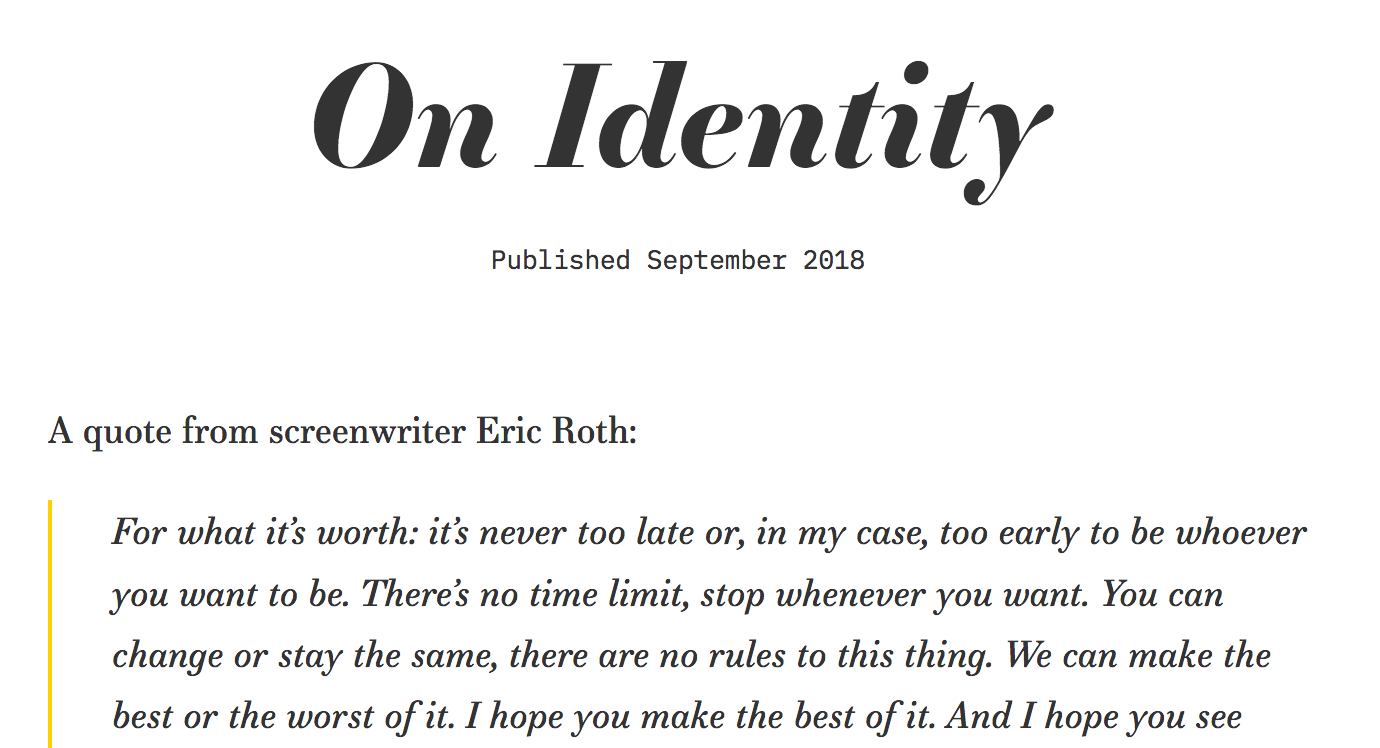 On Identity
Published September 2018
A quote from screenwriter Eric Roth:
For what it’s worth: it’s never too late or, in my case, too early to be whoever
you want to be. There’s no time limit, stop whenever you want. You can
change or stay the same, there are no rules to this thing. We can make the
best or the worst of it. I hope you make the best of it. And I hope you see